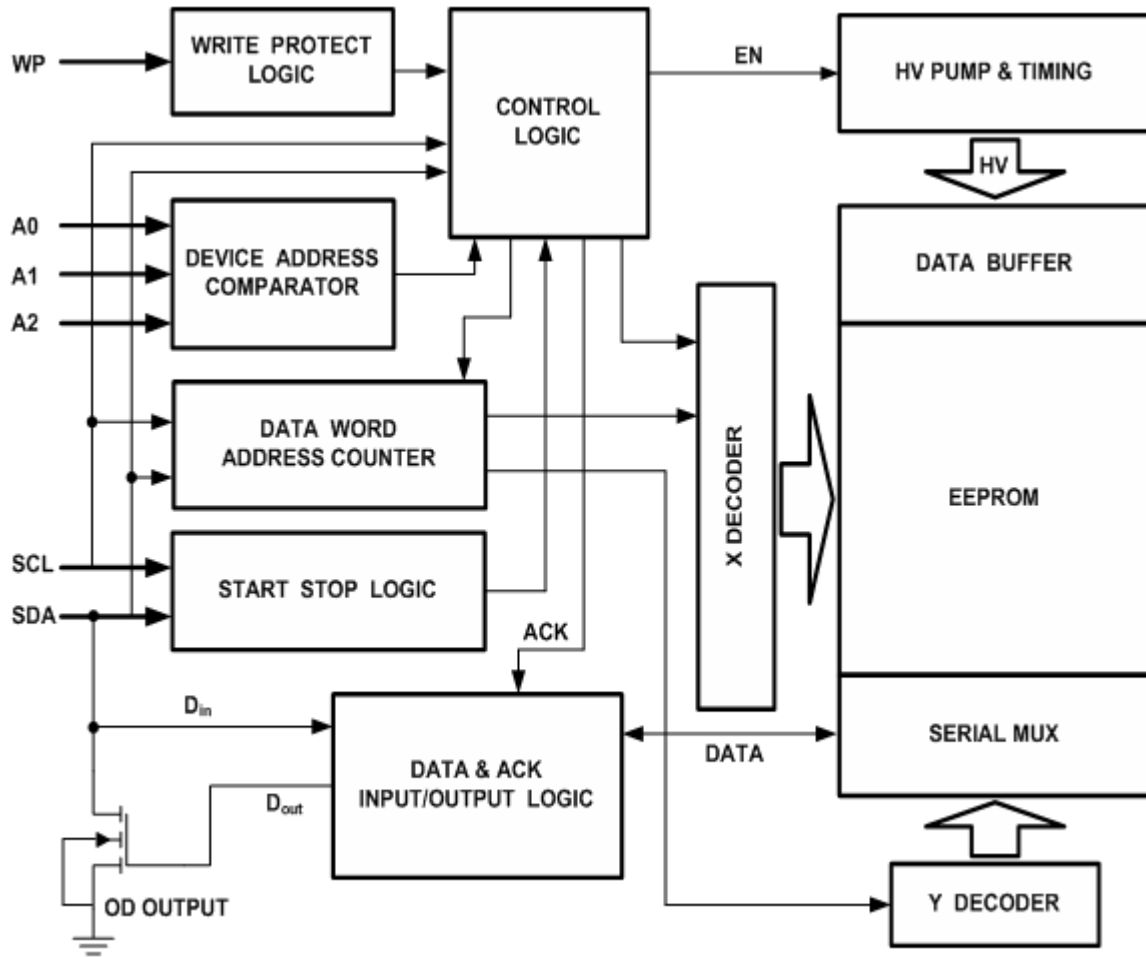 WP
WRITE PROTECT
LOGIC
CONTROL
LOGIC
EN
HV PUMP & TIMING
HV
A0
A1
A2
DEVICE ADDRESS
COMPARATOR
DATA BUFFER
DATA WORD
ADDRESS COUNTER
X DECODER
EEPROM
SCL
SDA
START STOP LOGIC
ACK
Din
DATA & ACK
INPUT/OUTPUT LOGIC
Dout
DATA
SERIAL MUX
OD OUTPUT
Y DECODER